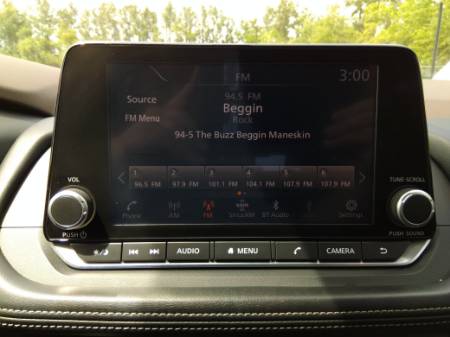 FM 3:00
94.5 FM
Source Beggin
Rock
FM Menu
94-5 The Buzz Beggin Maneskin
1 2 3 4 5 6
96.5 FM 97.9 FM 101.1 FM 104.1 FM 107.9 FM 107.9 FM
Phone AM FM SiriusXM BT Audio Settings
VOL TUNE·SCROLL
PUSH PUSH SOUND
AUDIO MENU CAMERA